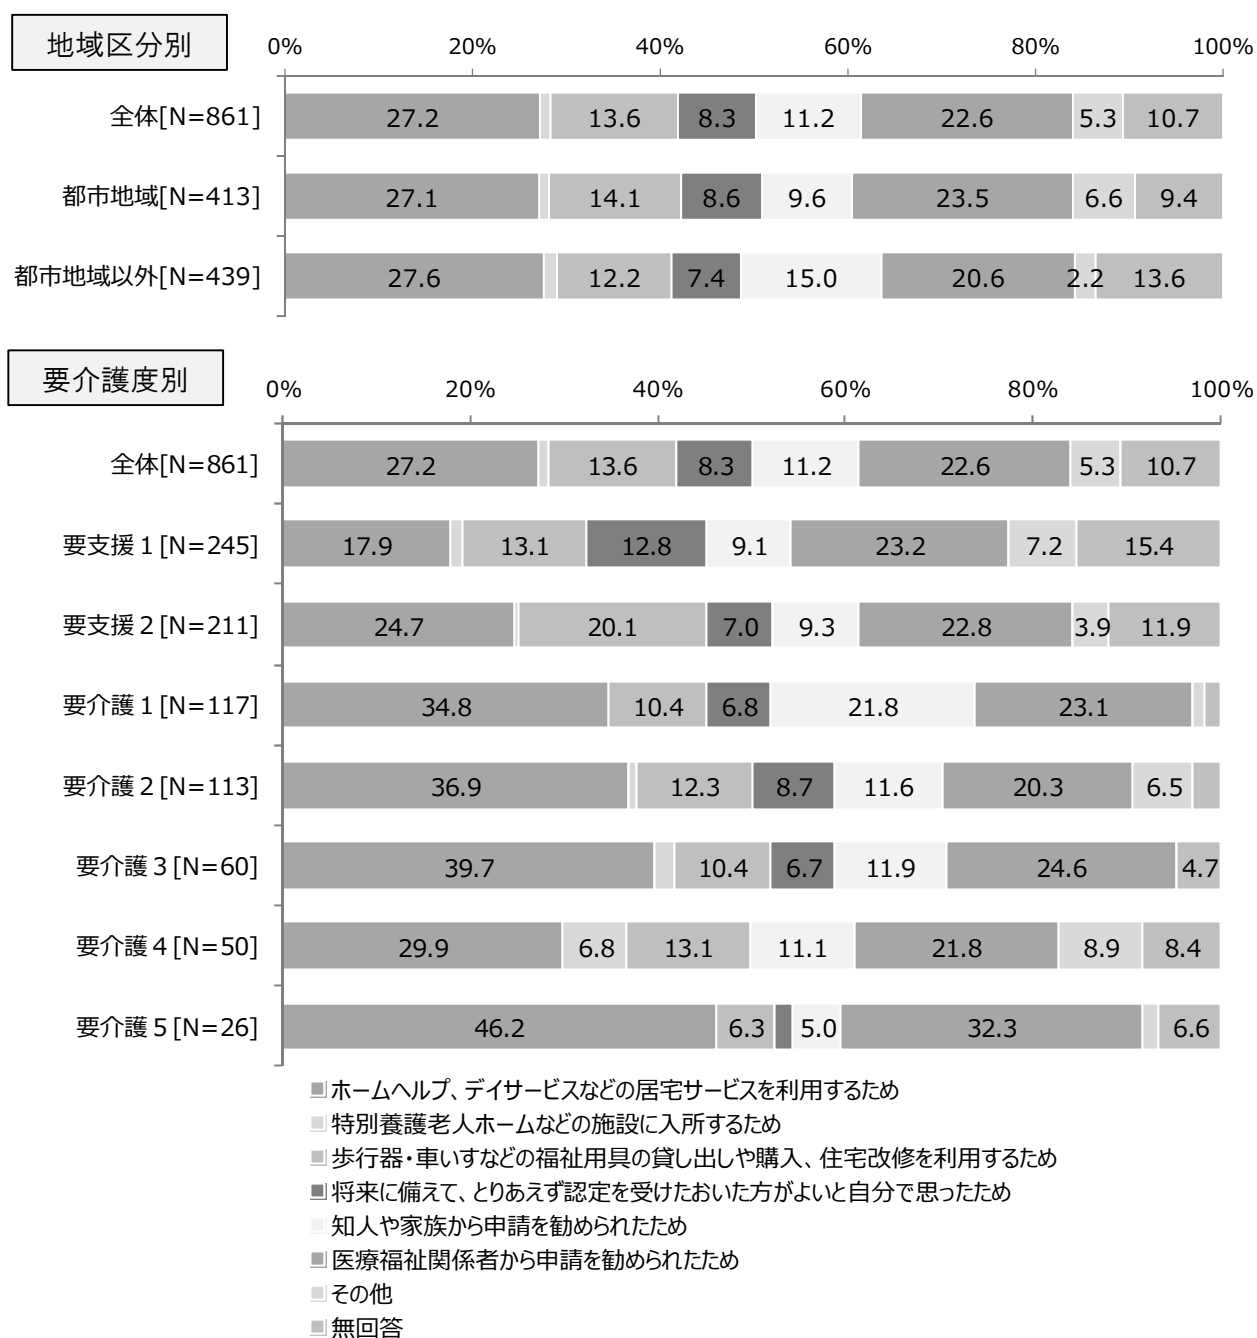 地域区分別
0% 20% 40% 60% 80% 100%
全体[N=861] 27.2 13.6 8.3 11.2 22.6 5.3 10.7
都市地域[N=413] 27.1 14.1 8.6 9.6 23.5 6.6 9.4
都市地域以外[N=439] 27.6 12.2 7.4 15.0 20.6 2.2 13.6
要介護度別
0% 20% 40% 60% 80% 100%
全体[N=861] 27.2 13.6 8.3 11.2 22.6 5.3 10.7
要支援１[N=245] 17.9 13.1 12.8 9.1 23.2 7.2 15.4
要支援２[N=211] 24.7 20.1 7.0 9.3 22.8 3.9 11.9
要介護１[N=117] 34.8 10.4 6.8 21.8 23.1
要介護２[N=113] 36.9 12.3 8.7 11.6 20.3 6.5
要介護３[N=60] 39.7 10.4 6.7 11.9 24.6 4.7
要介護４[N=50] 29.9 6.8 13.1 11.1 21.8 8.9 8.4
要介護５[N=26] 46.2 6.3 5.0 32.3 6.6
ホームヘルプ、デイサービスなどの居宅サービスを利用するため
特別養護老人ホームなどの施設に入所するため
歩行器・車いすなどの福祉用具の貸し出しや購入、住宅改修を利用するため
将来に備えて、とりあえず認定を受けたおいた方がよいと自分で思ったため
知人や家族から申請を勧められたため
医療福祉関係者から申請を勧められたため
その他
無回答